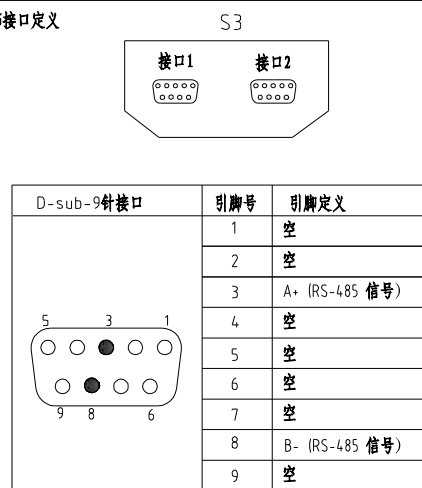 接口定义
S3
接口1 接口2
D-sub-9针接口 引脚号 引脚定义
1 空
2 空
3 A+ (RS-485 信号)
4 空
5 空
6 空
7 空
8 B- (RS-485 信号)
9 空
5 3 1
9 8 6